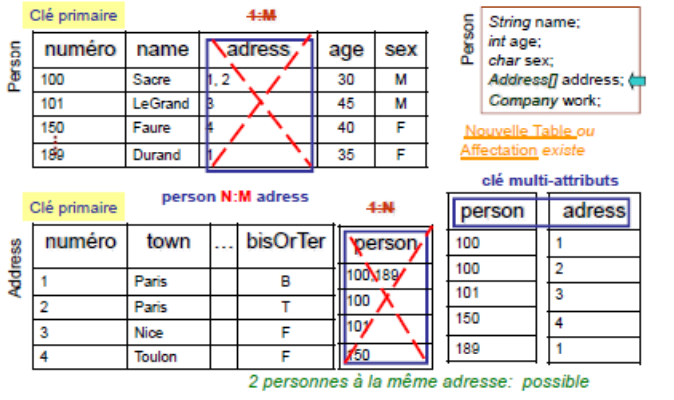 Clé primaire
1:M
Person
numéro name adress age sex
100 Sacre 1, 2 30 M
101 LeGrand 3 45 M
150 Faure 4 40 F
189 Durand 1 35 F
Person
String name;
int age;
char sex;
Address[] address;
Company work;
Nouvelle Table ou
Affectation existe
clé multi-attributs
person adress
100 1
100 2
101 3
150 4
189 1
Clé primaire
person N:M adress
1:N
Address
numéro town ... bisOrTer person
1 Paris B 100,189
2 Paris T 100
3 Nice F 101
4 Toulon F 150
2 personnes à la même adresse: possible